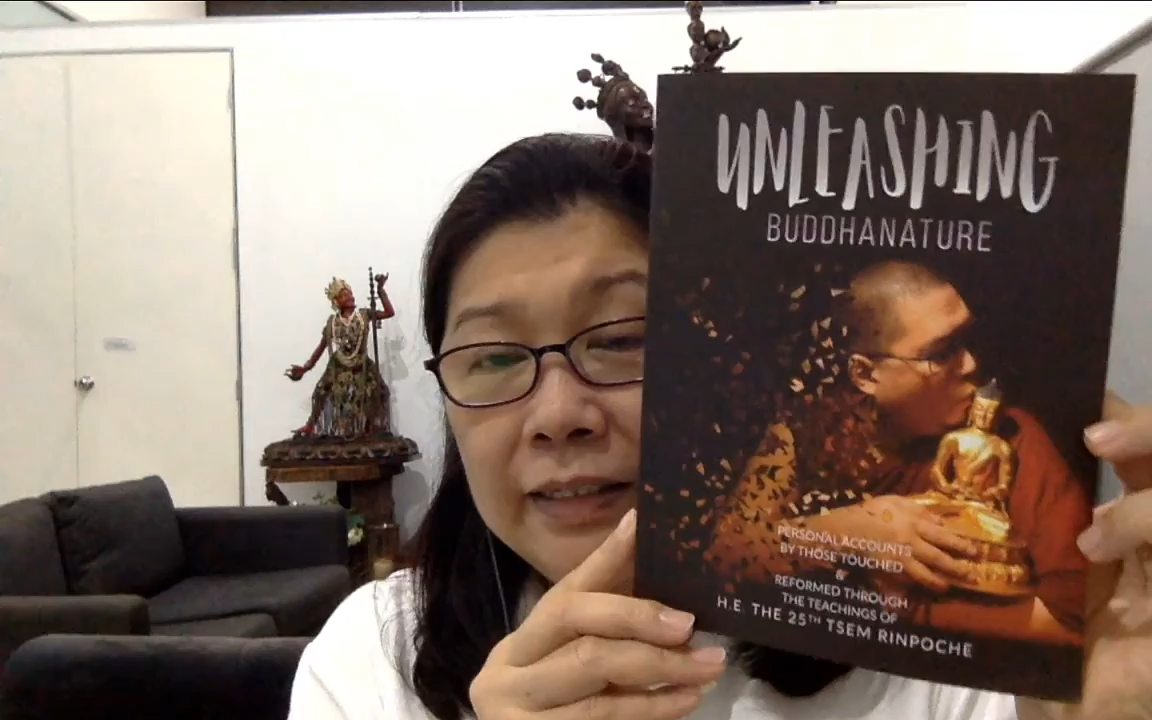 UNLEASHING
BUDDHANATURE
PERSONAL ACCOUNTS
BY THOSE TOUCHED
&
REFORMED THROUGH
THE TEACHINGS OF
H.E. THE 25TH TSEM RINPOCHE